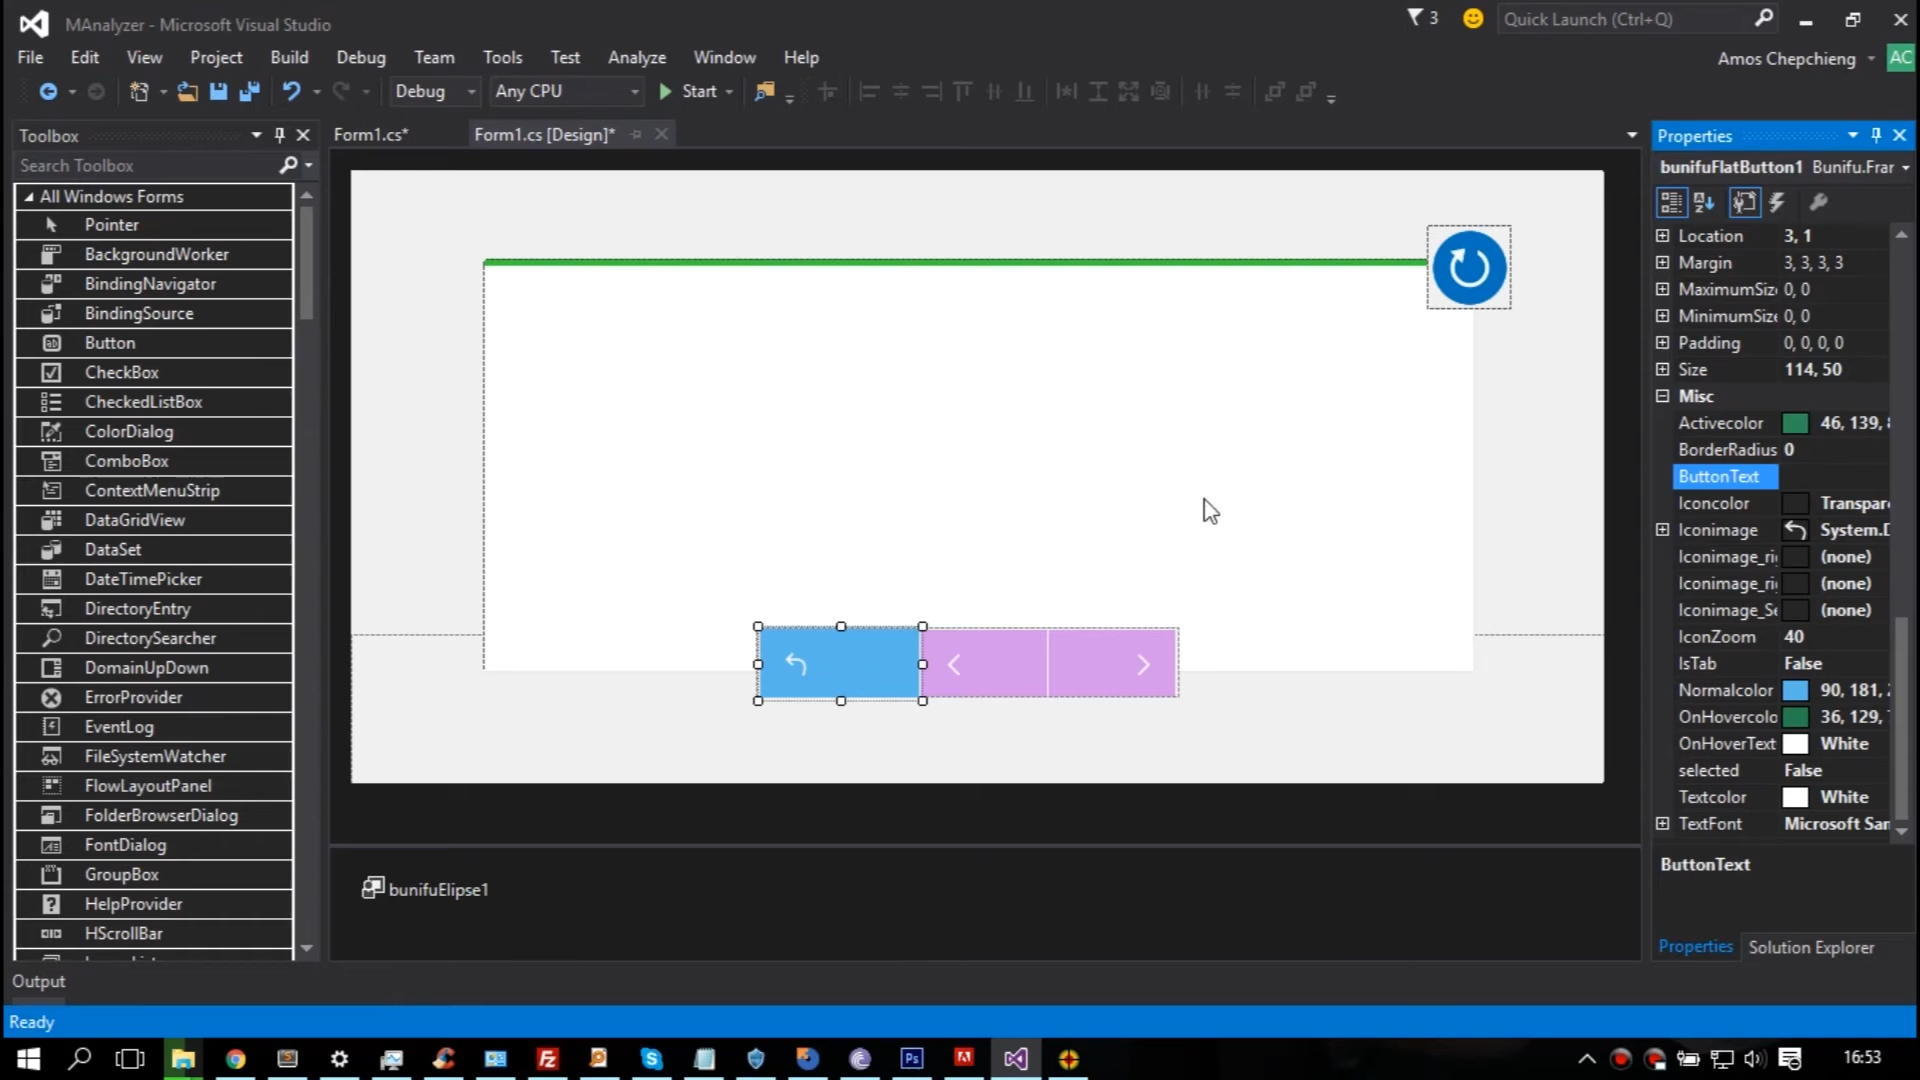 MAnalyzer - Microsoft Visual Studio
3
Quick Launch (Ctrl+Q)
File Edit View Project Build Debug Team Tools Test Analyze Window Help
Amos Chepchieng
AC
Debug
Any CPU
Start
Toolbox
Search Toolbox
All Windows Forms
Pointer
BackgroundWorker
BindingNavigator
BindingSource
Button
CheckBox
CheckedListBox
ColorDialog
ComboBox
ContextMenuStrip
DataGridView
DataSet
DateTimePicker
DirectoryEntry
DirectorySearcher
DomainUpDown
ErrorProvider
EventLog
FileSystemWatcher
FlowLayoutPanel
FolderBrowserDialog
FontDialog
GroupBox
HelpProvider
HScrollBar
Form1.cs*
Form1.cs [Design]*
bunifuElipse1
Properties
bunifuFlatButton1 Bunifu.Frar
Location 3, 1
Margin 3, 3, 3, 3
MaximumSiz 0, 0
MinimumSize 0, 0
Padding 0, 0, 0, 0
Size 114, 50
Misc
Activecolor 46, 139,
BorderRadius 0
ButtonText
Iconcolor Transpare
Iconimage System.D
Iconimage_ri (none)
Iconimage_ri (none)
Iconimage_Se (none)
IconZoom 40
IsTab False
Normalcolor 90, 181,
OnHovercolo 36, 129,
OnHoverText White
selected False
Textcolor White
TextFont Microsoft San
ButtonText
Properties
Solution Explorer
Output
Ready
16:53